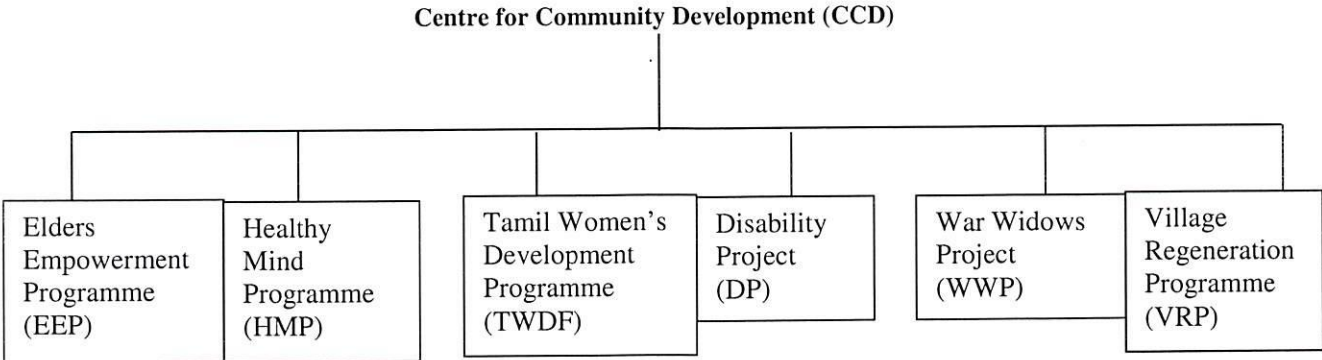 Centre for Community Development (CCD)
Elders
Empowerment
Programme
(EEP)
Healthy
Mind
Programme
(HMP)
Tamil Women's
Development
Programme
(TWDF)
Disability
Project
(DP)
War Widows
Project
(WWP)
Village
Regeneration
Programme
(VRP)